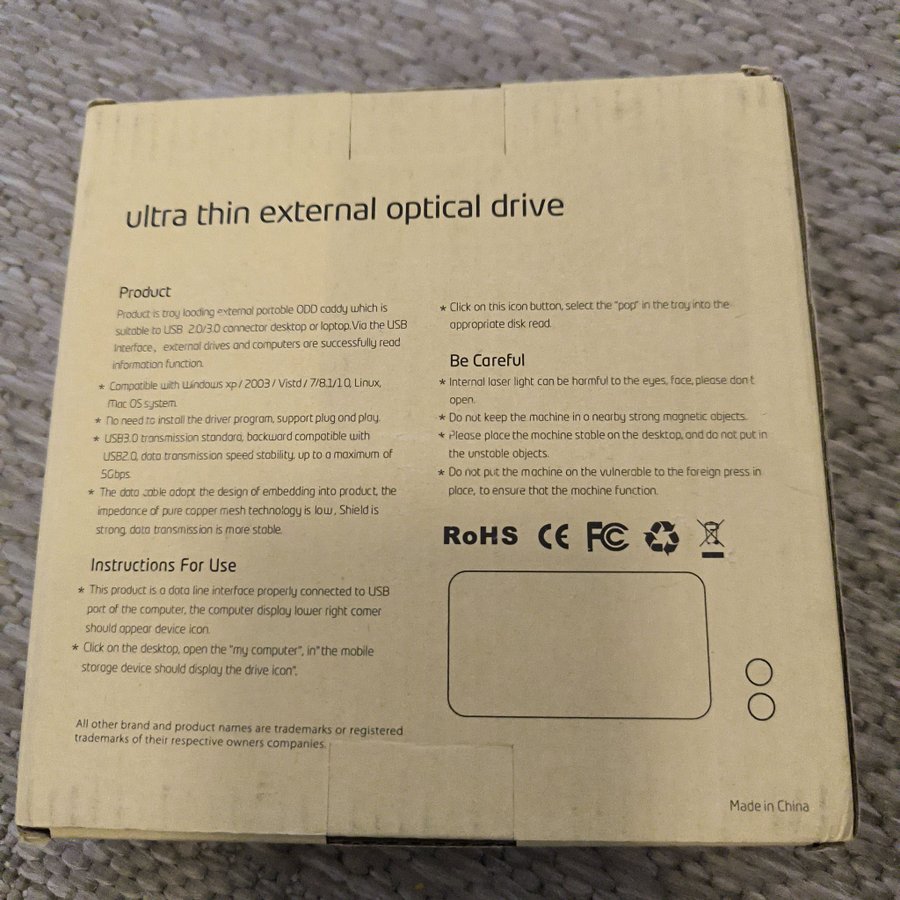 ultra thin external optical drive
Product
Product is tray loading external portable ODD caddy which is
suitable to USB 2.0/3.0 connector desktop or laptop.Via the USB
Interface, external drives and computers are successfully read
information function.
* Compatible with Windows xp / 2003 / Vistd / 7/8.1/1 0, Linux,
Mac OS system.
* No need to install the driver program, support plug and play.
* USB3.0 transmission standard, backward compatible with
USB2.0, data transmission speed stability, up to a maximum of
5Gbps.
* The data cable adopt the design of embedding into product, the
impedance of pure copper mesh technology is low , Shield is
strong, data transmission is more stable.
Instructions For Use
* This product is a data line interface properly connected to USB
port of the computer, the computer display lower right corner
should appear device icon.
* Click on the desktop, open the "my computer", in"the mobile
storage device should display the drive icon".
* Click on this icon button, select the "pop" in the tray into the
appropriate disk read.
Be Careful
* Internal laser light can be harmful to the eyes, face, please don't
open.
* Do not keep the machine in a nearby strong magnetic objects.
* Please place the machine stable on the desktop, and do not put in
the unstable objects.
* Do not put the machine on the vulnerable to the foreign press in
place, to ensure that the machine function.
RoHS CE FC
All other brand and product names are trademarks or registered
trademarks of their respective owners companies.
Made in China